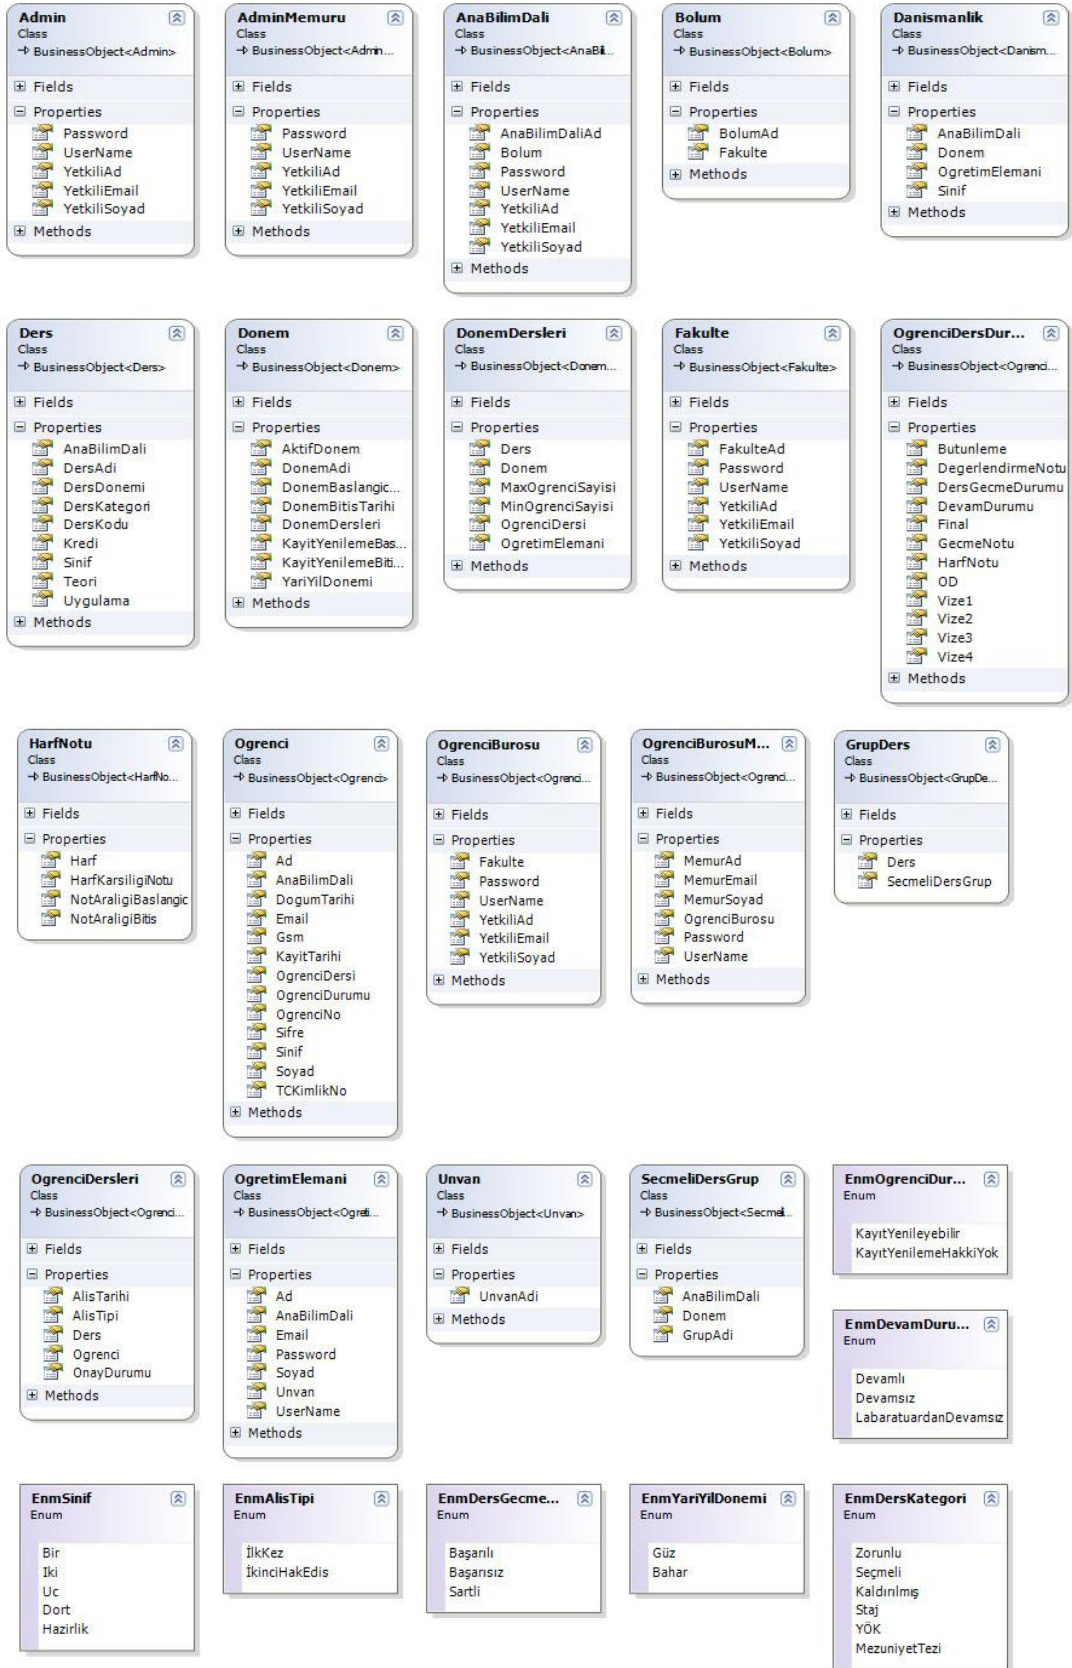 Admin
Class
BusinessObject<Admin>
Fields
Properties
Password
UserName
YetkiliAd
YetkiliEmail
YetkiliSoyad
Methods
AdminMemuru
Class
BusinessObject<Admin...
Fields
Properties
Password
UserName
YetkiliAd
YetkiliEmail
YetkiliSoyad
Methods
AnaBilimDali
Class
BusinessObject<AnaBili...
Fields
Properties
AnaBilimDaliAd
Bolum
Password
UserName
YetkiliAd
YetkiliEmail
YetkiliSoyad
Methods
Bolum
Class
BusinessObject<Bolum>
Fields
Properties
BolumAd
Fakulte
Methods
Danismanlik
Class
BusinessObject<Danism...
Fields
Properties
AnaBilimDali
Donem
OgretimElemani
Sinif
Methods
Ders
Class
BusinessObject<Ders>
Fields
Properties
AnaBilimDali
DersAdi
DersDonemi
DersKategori
DersKodu
Kredi
Sinif
Teori
Uygulama
Methods
Donem
Class
BusinessObject<Donem>
Fields
Properties
AktifDonem
DonemAdi
DonemBaslangic...
DonemBitisTarihi
DonemDersleri
KayitYenilemeBas...
KayitYenilemeBiti...
YariYilDonemi
Methods
DonemDersleri
Class
BusinessObject<Donem...
Fields
Properties
Ders
Donem
MaxOgrenciSayisi
MinOgrenciSayisi
OgrenciDersi
OgretimElemani
Methods
Fakulte
Class
BusinessObject<Fakulte>
Fields
Properties
FakulteAd
Password
UserName
YetkiliAd
YetkiliEmail
YetkiliSoyad
Methods
OgrenciDersDur...
Class
BusinessObject<Ogrenci...
Fields
Properties
Butunleme
DegerlendirmeNotu
DersGecmeDurumu
DevamDurumu
Final
GecmeNotu
HarfNotu
OD
Vize1
Vize2
Vize3
Vize4
Methods
HarfNotu
Class
BusinessObject<HarfNo...
Fields
Properties
Harf
HarfKarsiligiNotu
NotAraligiBaslangic
NotAraligiBitis
Ogrenci
Class
BusinessObject<Ogrenci>
Fields
Properties
Ad
AnaBilimDali
DogumTarihi
Email
Gsm
KayitTarihi
OgrenciDersi
OgrenciDurumu
OgrenciNo
Sifre
Sinif
Soyad
TCKimlikNo
Methods
OgrenciBurosu
Class
BusinessObject<Ogrenci...
Fields
Properties
Fakulte
Password
UserName
YetkiliAd
YetkiliEmail
YetkiliSoyad
Methods
OgrenciBurosuM...
Class
BusinessObject<Ogrenci...
Fields
Properties
MemurAd
MemurEmail
MemurSoyad
OgrenciBurosu
Password
UserName
Methods
GrupDers
Class
BusinessObject<GrupDe...
Fields
Properties
Ders
SecmeliDersGrup
OgrenciDersleri
Class
BusinessObject<Ogrenci...
Fields
Properties
AlisTarihi
AlisTipi
Ders
Ogrenci
OnayDurumu
Methods
OgretimElemani
Class
BusinessObject<Ogreti...
Fields
Properties
Ad
AnaBilimDali
Email
Password
Soyad
Unvan
UserName
Methods
Unvan
Class
BusinessObject<Unvan>
Fields
Properties
UnvanAdi
Methods
SecmeliDersGrup
Class
BusinessObject<Secmel...
Fields
Properties
AnaBilimDali
Donem
GrupAdi
EnmOgrenciDur...
Enum
KayıtYenileyebilir
KayıtYenilemeHakkiYok
EnmDevamDuru...
Enum
Devamlı
Devamsız
LabaratuardanDevamsız
EnmSinif
Enum
Bir
Iki
Uc
Dort
Hazirlik
EnmAlisTipi
Enum
İlkKez
İkinciHakEdis
EnmDersGecme...
Enum
Başarılı
Başarısız
Sartli
EnmYariYilDonemi
Enum
Güz
Bahar
EnmDersKategori
Enum
Zorunlu
Seçmeli
Kaldırılmış
Staj
YÖK
MezuniyetTezi